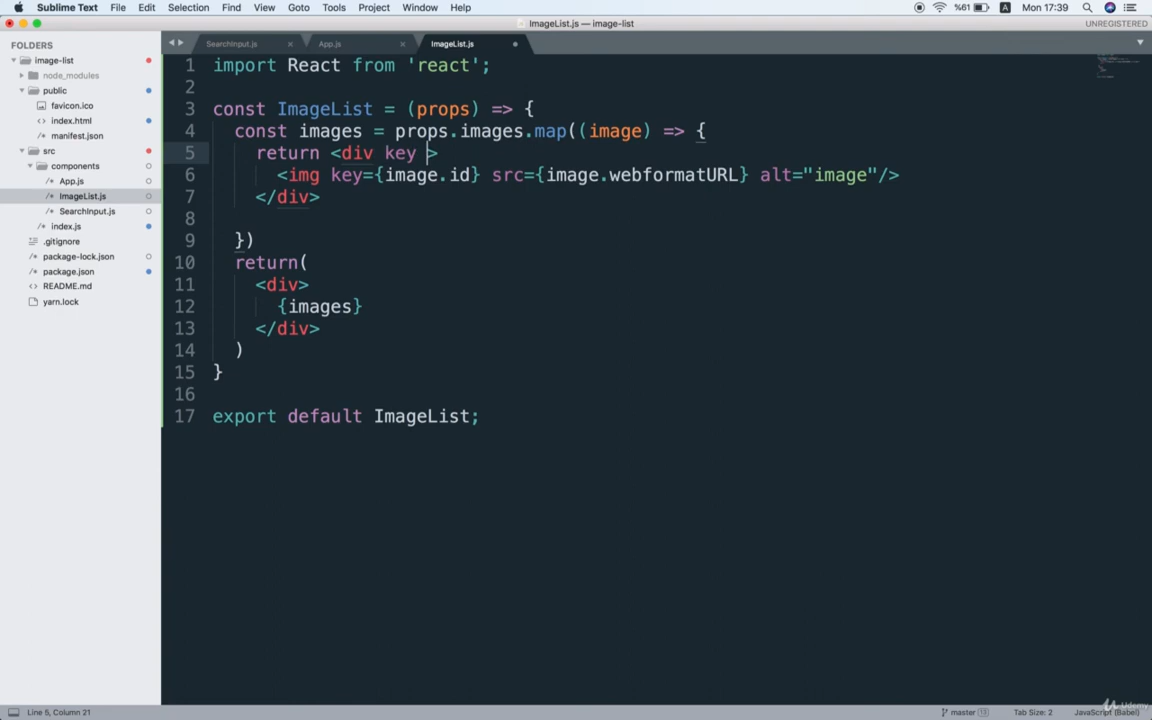 Sublime Text File Edit Selection Find View Goto Tools Project Window Help %61 A Mon 17:39
ImageList.js — image-list UNREGISTERED
FOLDERS
image-list
node_modules
public
favicon.ico
index.html
manifest.json
src
components
App.js
ImageList.js
SearchInput.js
index.js
.gitignore
package-lock.json
package.json
README.md
yarn.lock
SearchInput.js App.js ImageList.js
1 import React from 'react';
2
3 const ImageList = (props) => {
4 const images = props.images.map((image) => {
5 return <div key >
6 <img key={image.id} src={image.webformatURL} alt="image"/>
7 </div>
8
9 })
10 return(
11 <div>
12 {images}
13 </div>
14 )
15 }
16
17 export default ImageList;
Line 5, Column 21 master 13 Tab Size: 2 JavaScript (Babel)
Udemy